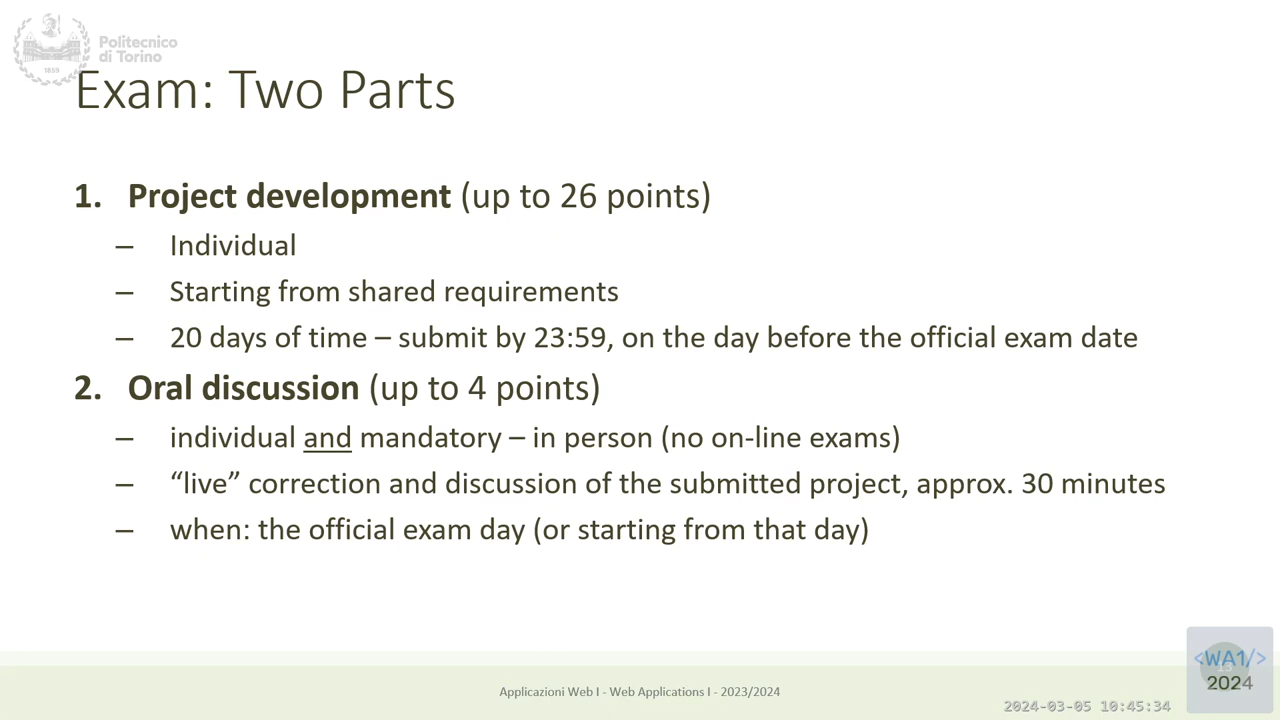 Politecnico
di Torino
1859
Exam: Two Parts
1. Project development (up to 26 points)
– Individual
– Starting from shared requirements
– 20 days of time – submit by 23:59, on the day before the official exam date
2. Oral discussion (up to 4 points)
– individual and mandatory – in person (no on-line exams)
– “live” correction and discussion of the submitted project, approx. 30 minutes
– when: the official exam day (or starting from that day)
<WA1/>
2024
Applicazioni Web I - Web Applications I - 2023/2024
2024-03-05 10:45:34